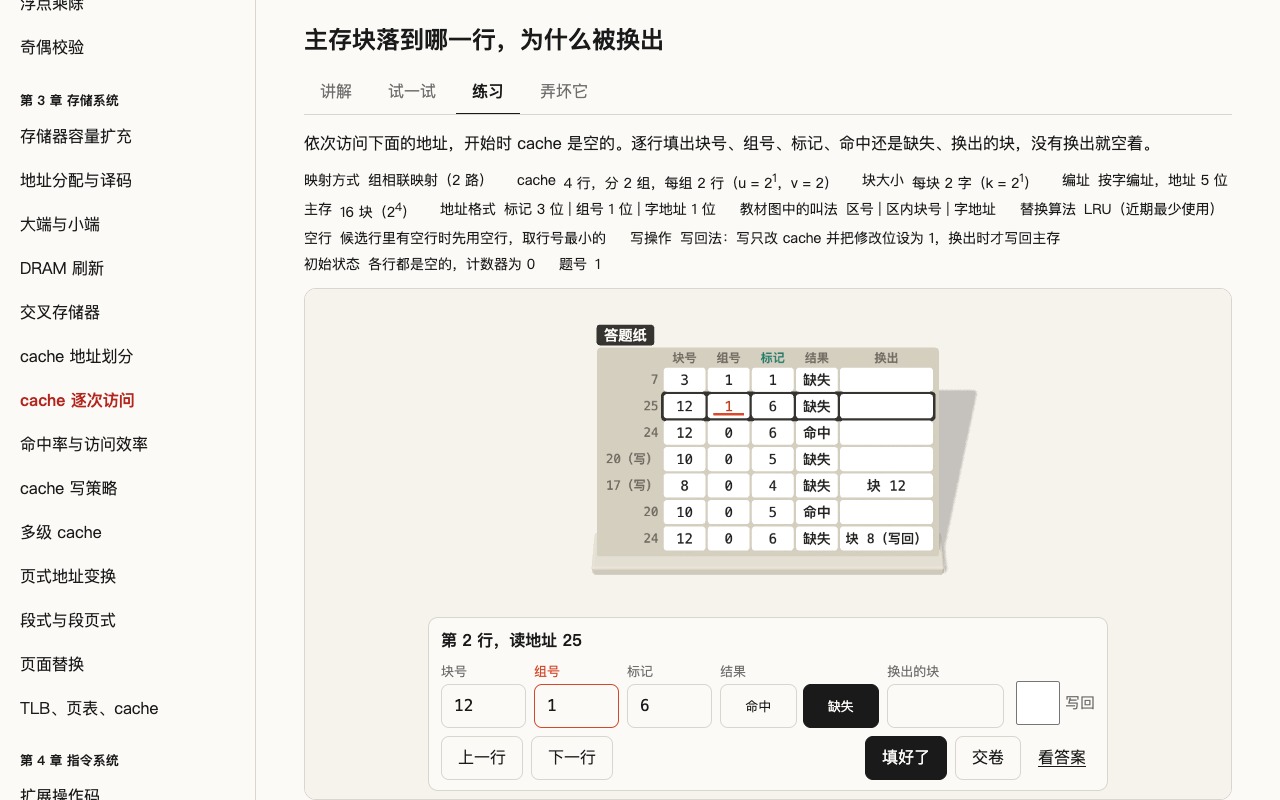 浮点乘除
奇偶校验
第 3 章 存储系统
存储器容量扩充
地址分配与译码
大端与小端
DRAM 刷新
交叉存储器
cache 地址划分
cache 逐次访问
命中率与访问效率
cache 写策略
多级 cache
页式地址变换
段式与段页式
页面替换
TLB、页表、cache
第 4 章 指令系统
扩展操作码
主存块落到哪一行，为什么被换出
讲解 试一试 练习 弄坏它
依次访问下面的地址，开始时 cache 是空的。逐行填出块号、组号、标记、命中还是缺失、换出的块，没有换出就空着。
映射方式 组相联映射（2 路） cache 4 行，分 2 组，每组 2 行（u = 2¹，v = 2） 块大小 每块 2 字（k = 2¹） 编址 按字编址，地址 5 位
主存 16 块（2⁴） 地址格式 标记 3 位 | 组号 1 位 | 字地址 1 位 教材图中的叫法 区号 | 区内块号 | 字地址 替换算法 LRU（近期最少使用）
空行 候选行里有空行时先用空行，取行号最小的 写操作 写回法：写只改 cache 并把修改位设为 1，换出时才写回主存
初始状态 各行都是空的，计数器为 0 题号 1
答题纸
块号 组号 标记 结果 换出
7 3 1 1 缺失
25 12 1 6 缺失
24 12 0 6 命中
20（写） 10 0 5 缺失
17（写） 8 0 4 缺失 块 12
20 10 0 5 命中
24 12 0 6 缺失 块 8（写回）
第 2 行，读地址 25
块号 组号 标记 结果 换出的块
12 1 6 命中 缺失 写回
上一行 下一行 填好了 交卷 看答案